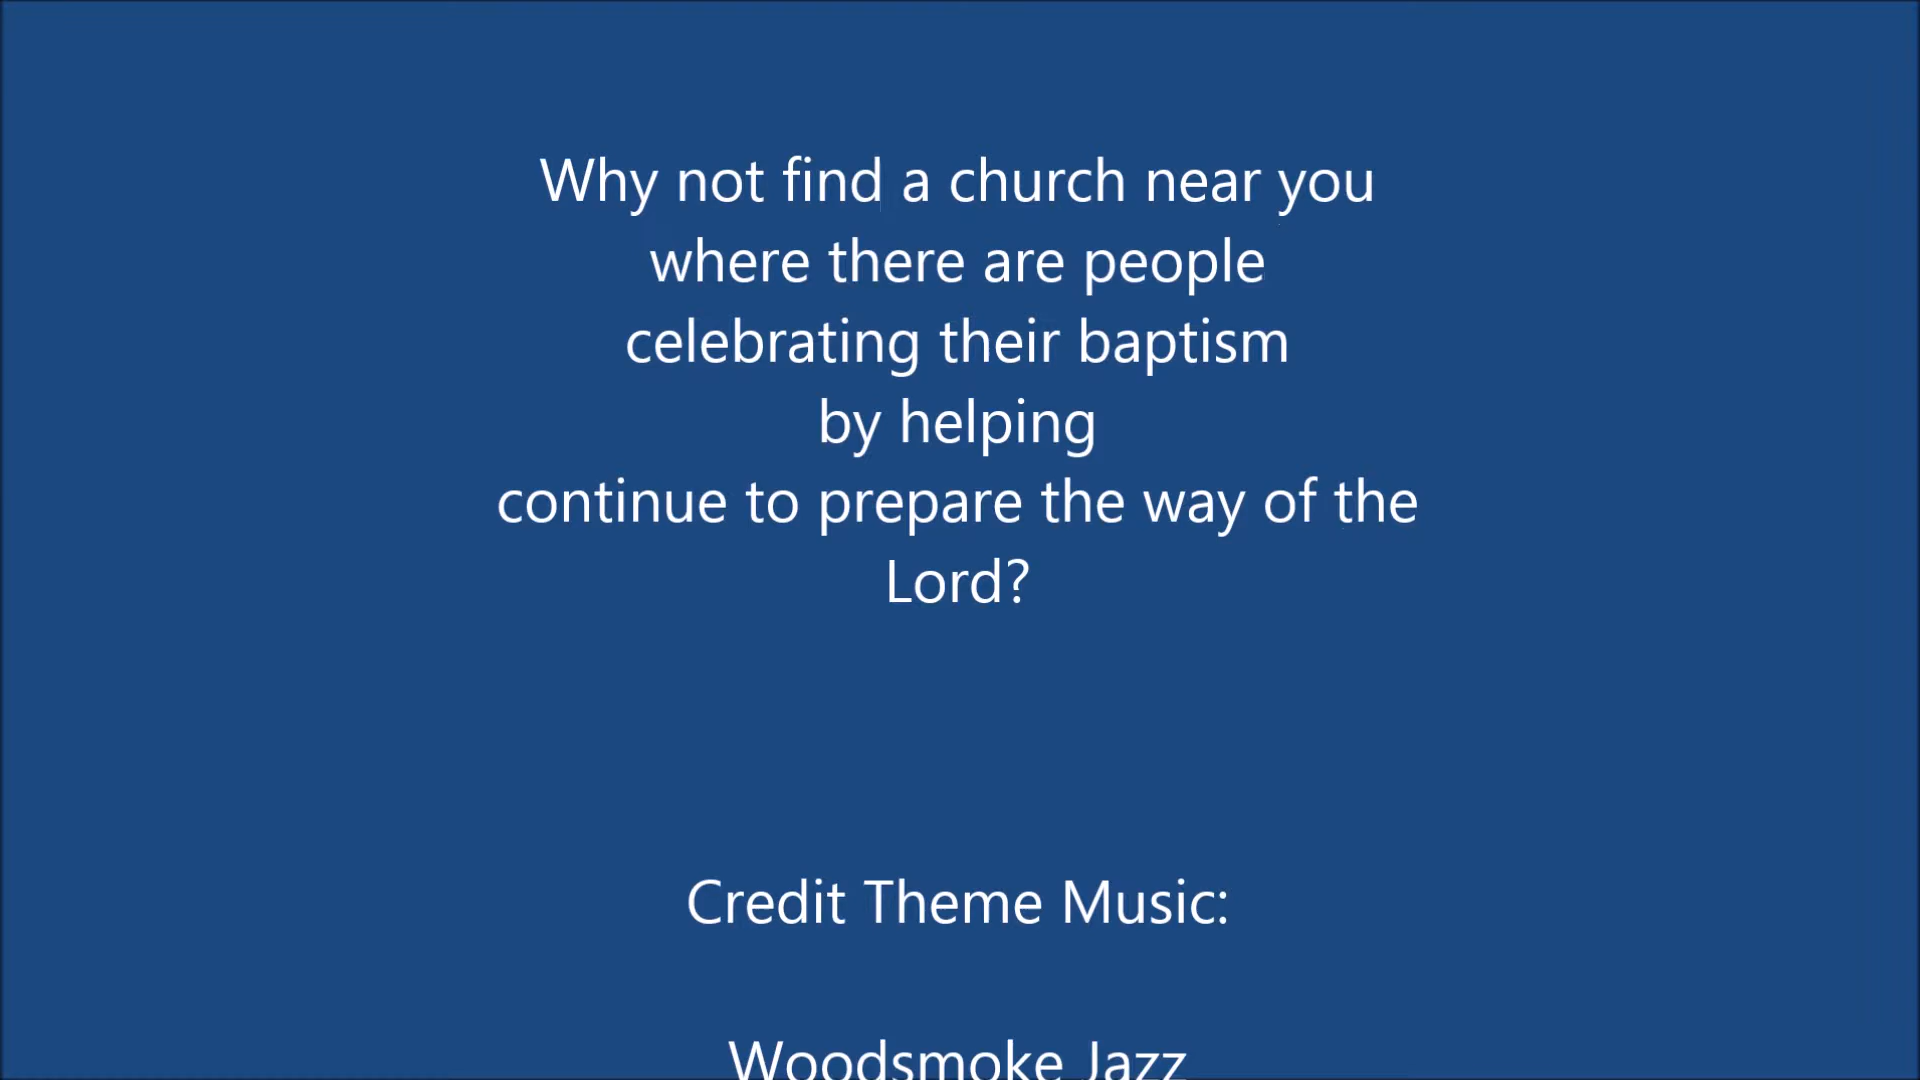 Why not find a church near you
where there are people
celebrating their baptism
by helping
continue to prepare the way of the
Lord?
Credit Theme Music:
Woodsmoke Jazz